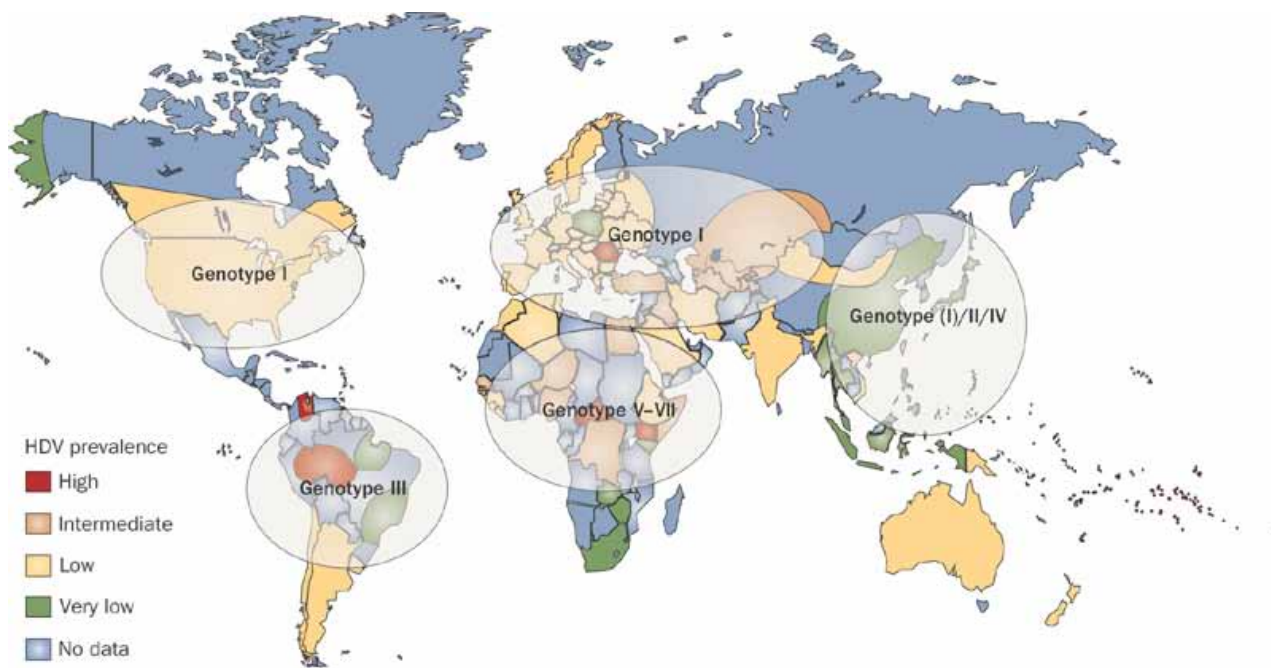 Genotype I
Genotype I
Genotype (I)/II/IV
Genotype V–VII
Genotype III
HDV prevalence
High
Intermediate
Low
Very low
No data